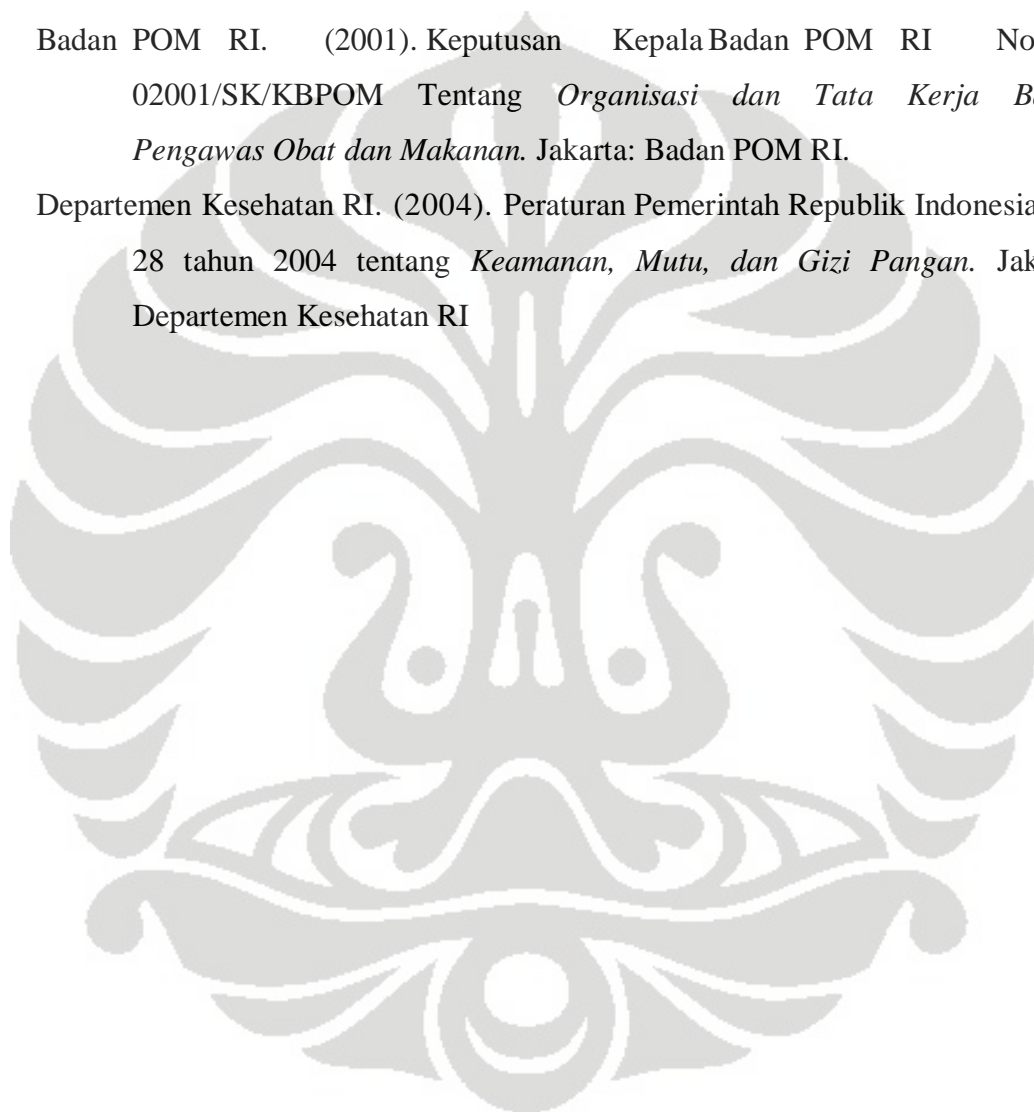 Badan POM RI. (2001). Keputusan Kepala Badan POM RI No
02001/SK/KBPOM Tentang Organisasi dan Tata Kerja
Pengawas Obat dan Makanan. Jakarta: Badan POM RI.
Departemen Kesehatan RI. (2004). Peraturan Pemerintah Republik Indonesia
28 tahun 2004 tentang Keamanan, Mutu, dan Gizi Pangan.
Departemen Kesehatan RI